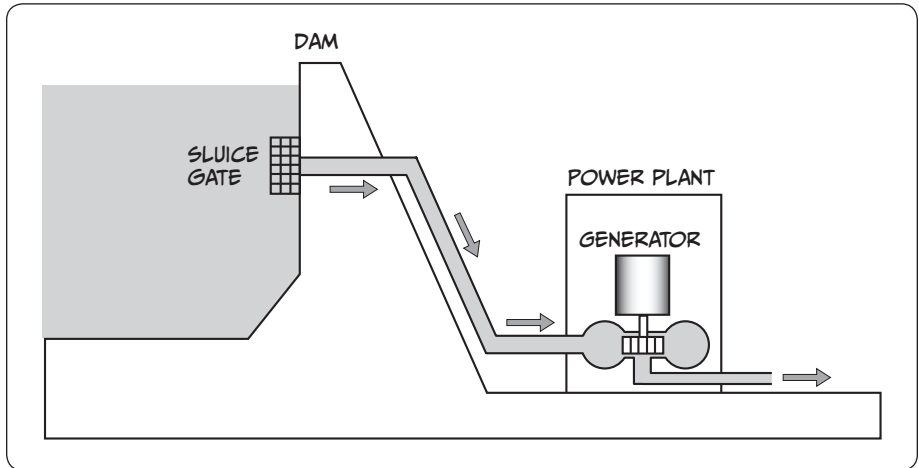 DAM
SLUICE
GATE
POWER PLANT
GENERATOR